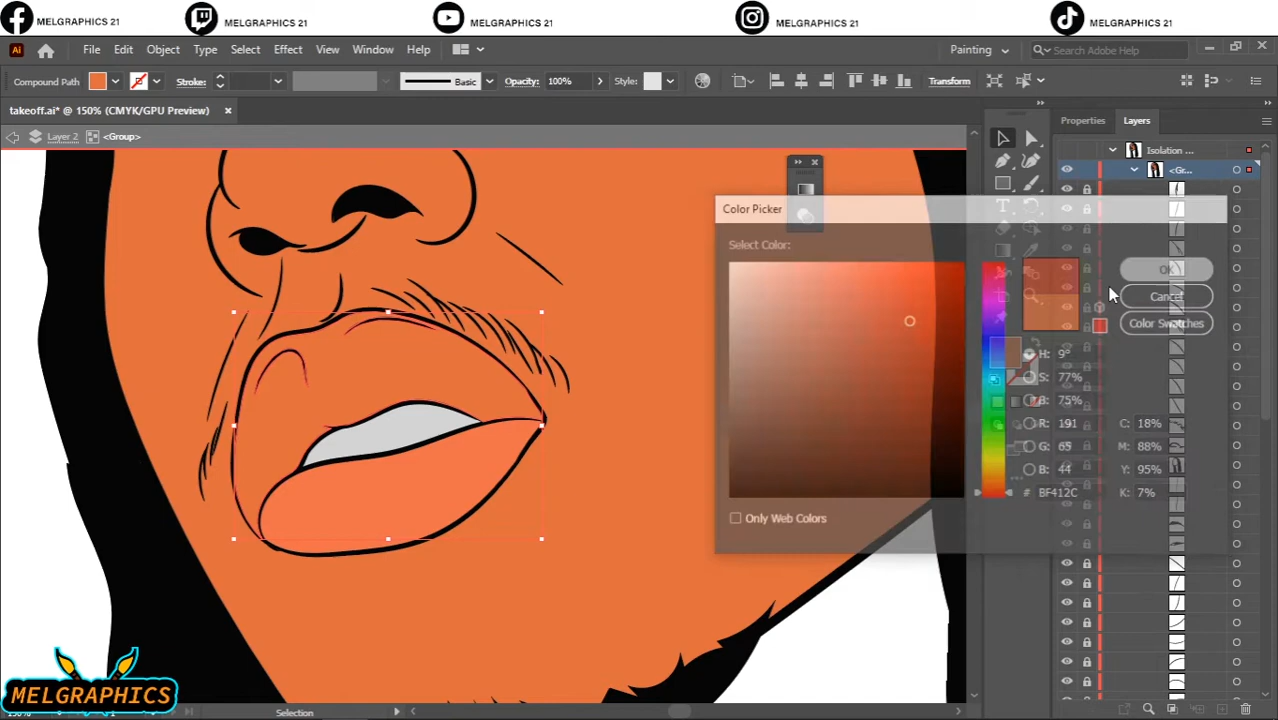 MELGRAPHICS 21 MELGRAPHICS 21 MELGRAPHICS 21 MELGRAPHICS 21 MELGRAPHICS 21
Ai File Edit Object Type Select Effect View Window Help Painting Search Adobe Help
Compound Path Stroke: Basic Opacity: 100% Style: Transform
takeoff.ai* @ 150% (CMYK/GPU Preview) Properties Layers
Layer 2 <Group> Isolation ...
<Gr...
Color Picker
Select Color:
OK
Cancel
Color Swatches
H: 9°
S: 77%
B: 75%
R: 191 C: 18%
G: 65 M: 88%
B: 44 Y: 95%
# BF412C K: 7%
Only Web Colors
MELGRAPHICS
Selection